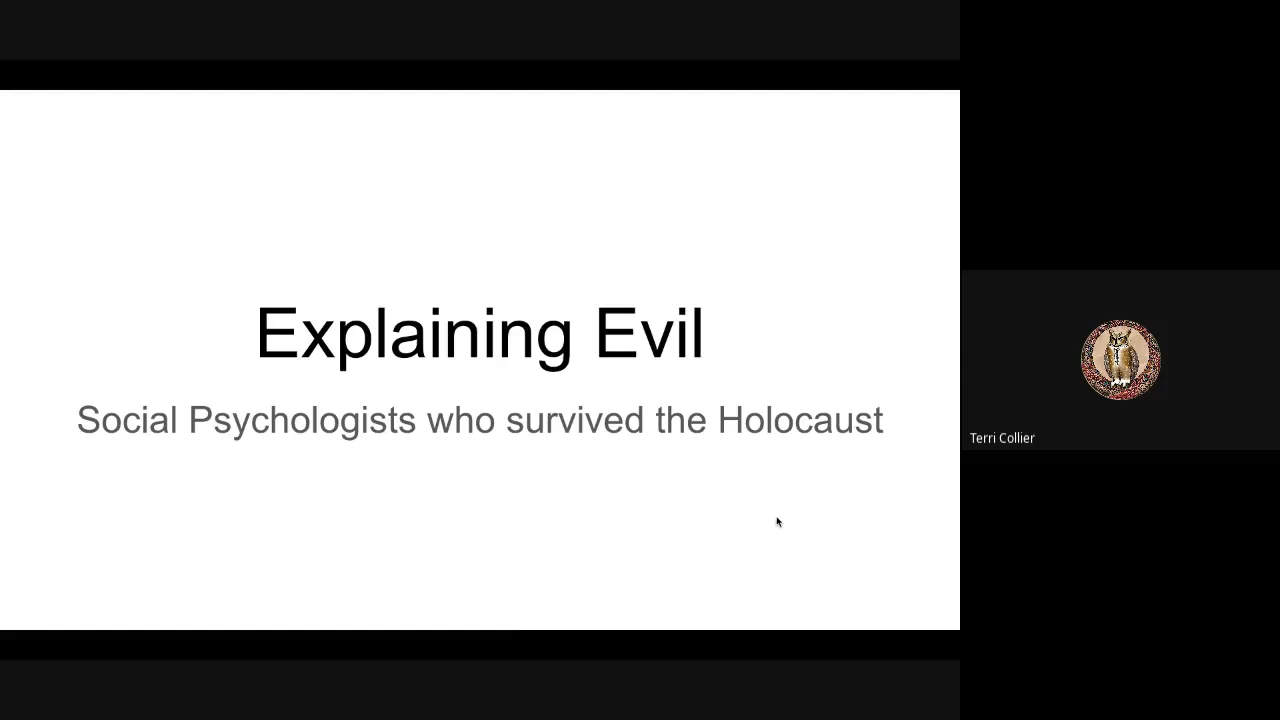 Explaining Evil
Social Psychologists who survived the Holocaust
Terri Collier